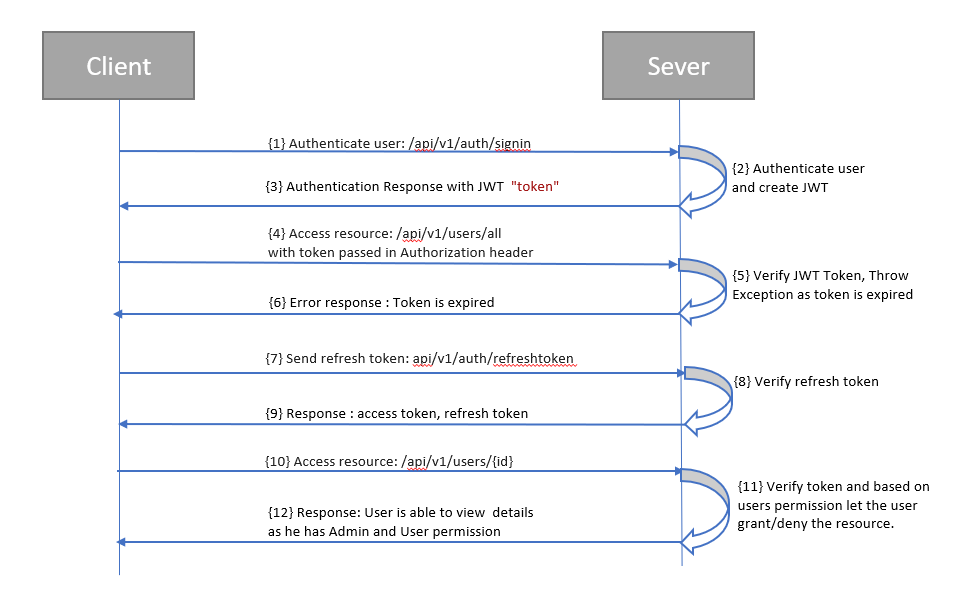 Client
Sever
{1} Authenticate user: /api/v1/auth/signin
{2} Authenticate user
and create JWT
{3} Authentication Response with JWT "token"
{4} Access resource: /api/v1/users/all
with token passed in Authorization header
{5} Verify JWT Token, Throw
Exception as token is expired
{6} Error response : Token is expired
{7} Send refresh token: api/v1/auth/refreshtoken
{8} Verify refresh token
{9} Response : access token, refresh token
{10} Access resource: /api/v1/users/{id}
{11} Verify token and based on
users permission let the user
grant/deny the resource.
{12} Response: User is able to view details
as he has Admin and User permission